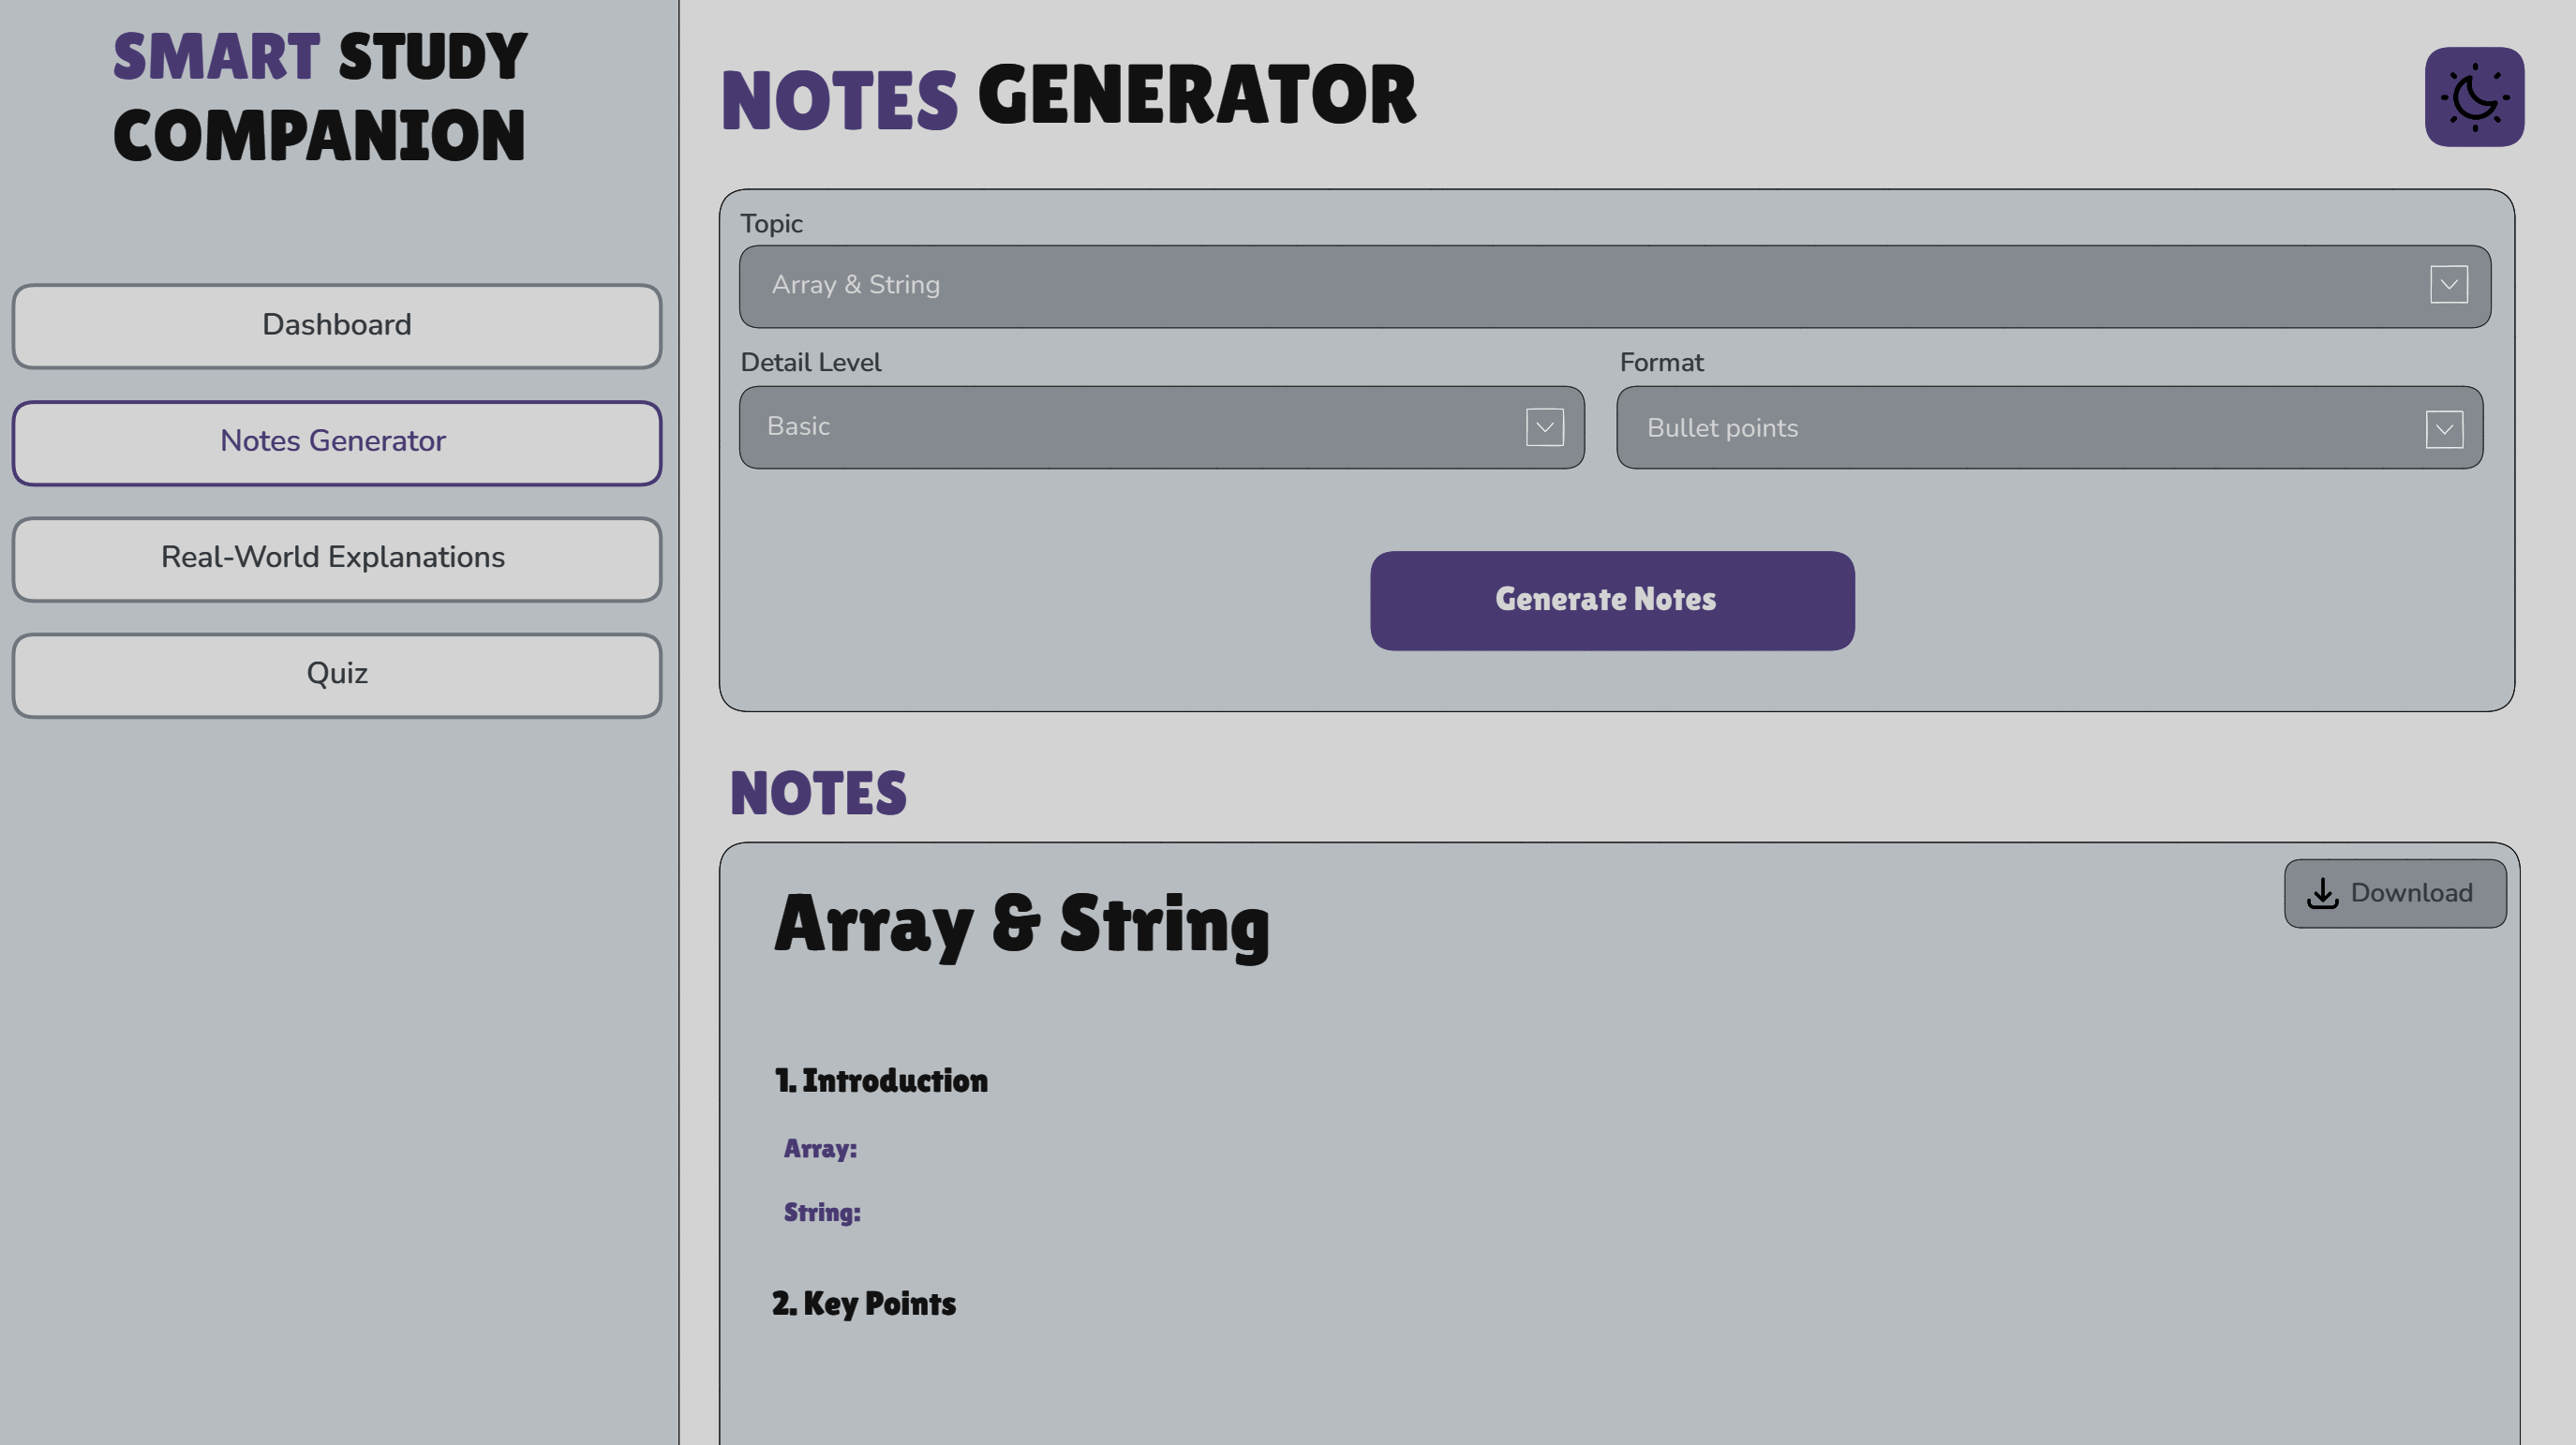 SMART STUDY
COMPANION
Dashboard
Notes Generator
Real-World Explanations
Quiz
NOTES GENERATOR
Topic
Array & String
Detail Level
Format
Basic
Bullet points
Generate Notes
NOTES
Download
Array & String
1. Introduction
Array:
String:
2. Key Points